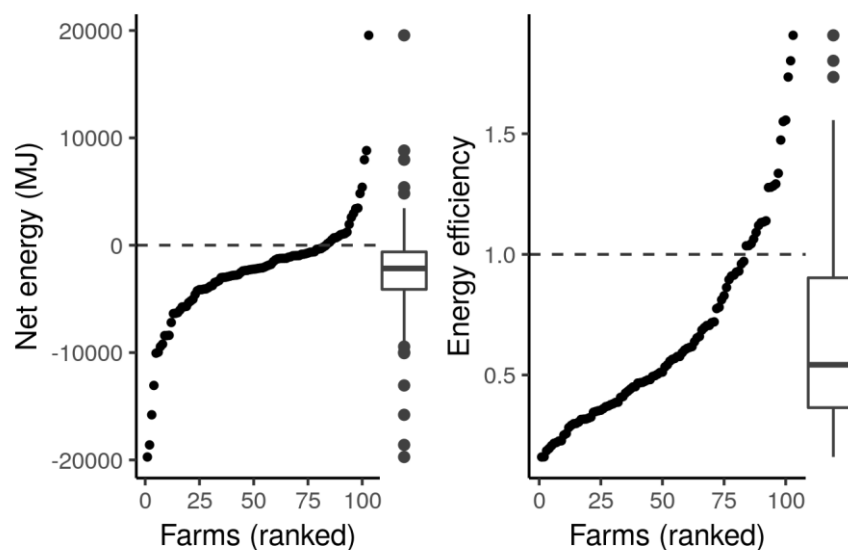 Net energy (MJ)
20000
10000
0
-10000
-20000
0 25 50 75 100
Farms (ranked)
Energy efficiency
1.5
1.0
0.5
0 25 50 75 100
Farms (ranked)